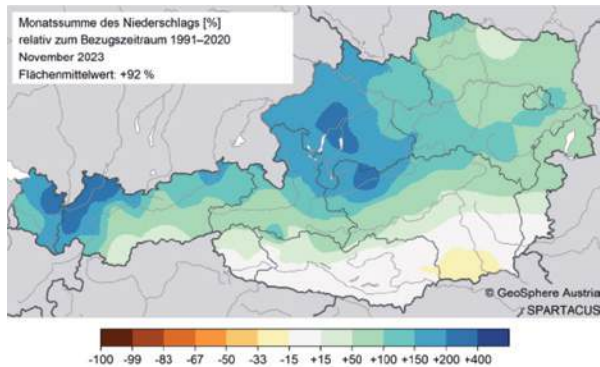 Monatssumme des Niederschlags [%]
relativ zum Bezugszeitraum 1991–2020
November 2023
Flächenmittelwert: +92 %
© GeoSphere Austria
SPARTACUS
-100 -99 -83 -67 -50 -33 -15 +15 +50 +100 +150 +200 +400